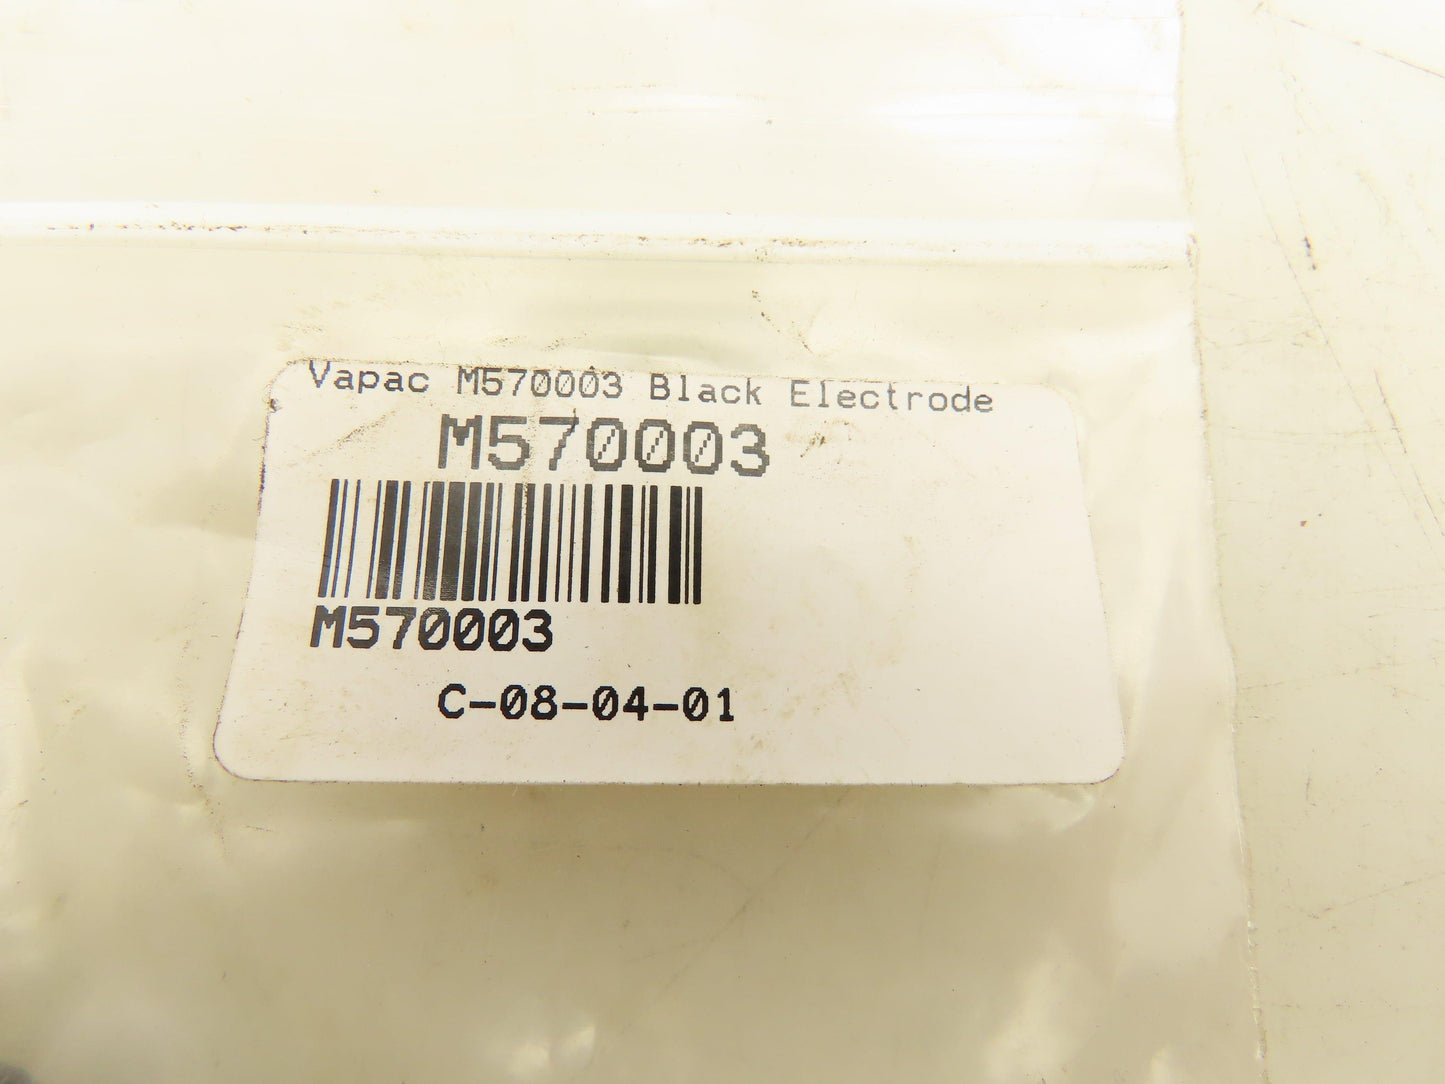 Vapac M570003 Black Electrode
M570003
M570003
C-08-04-01